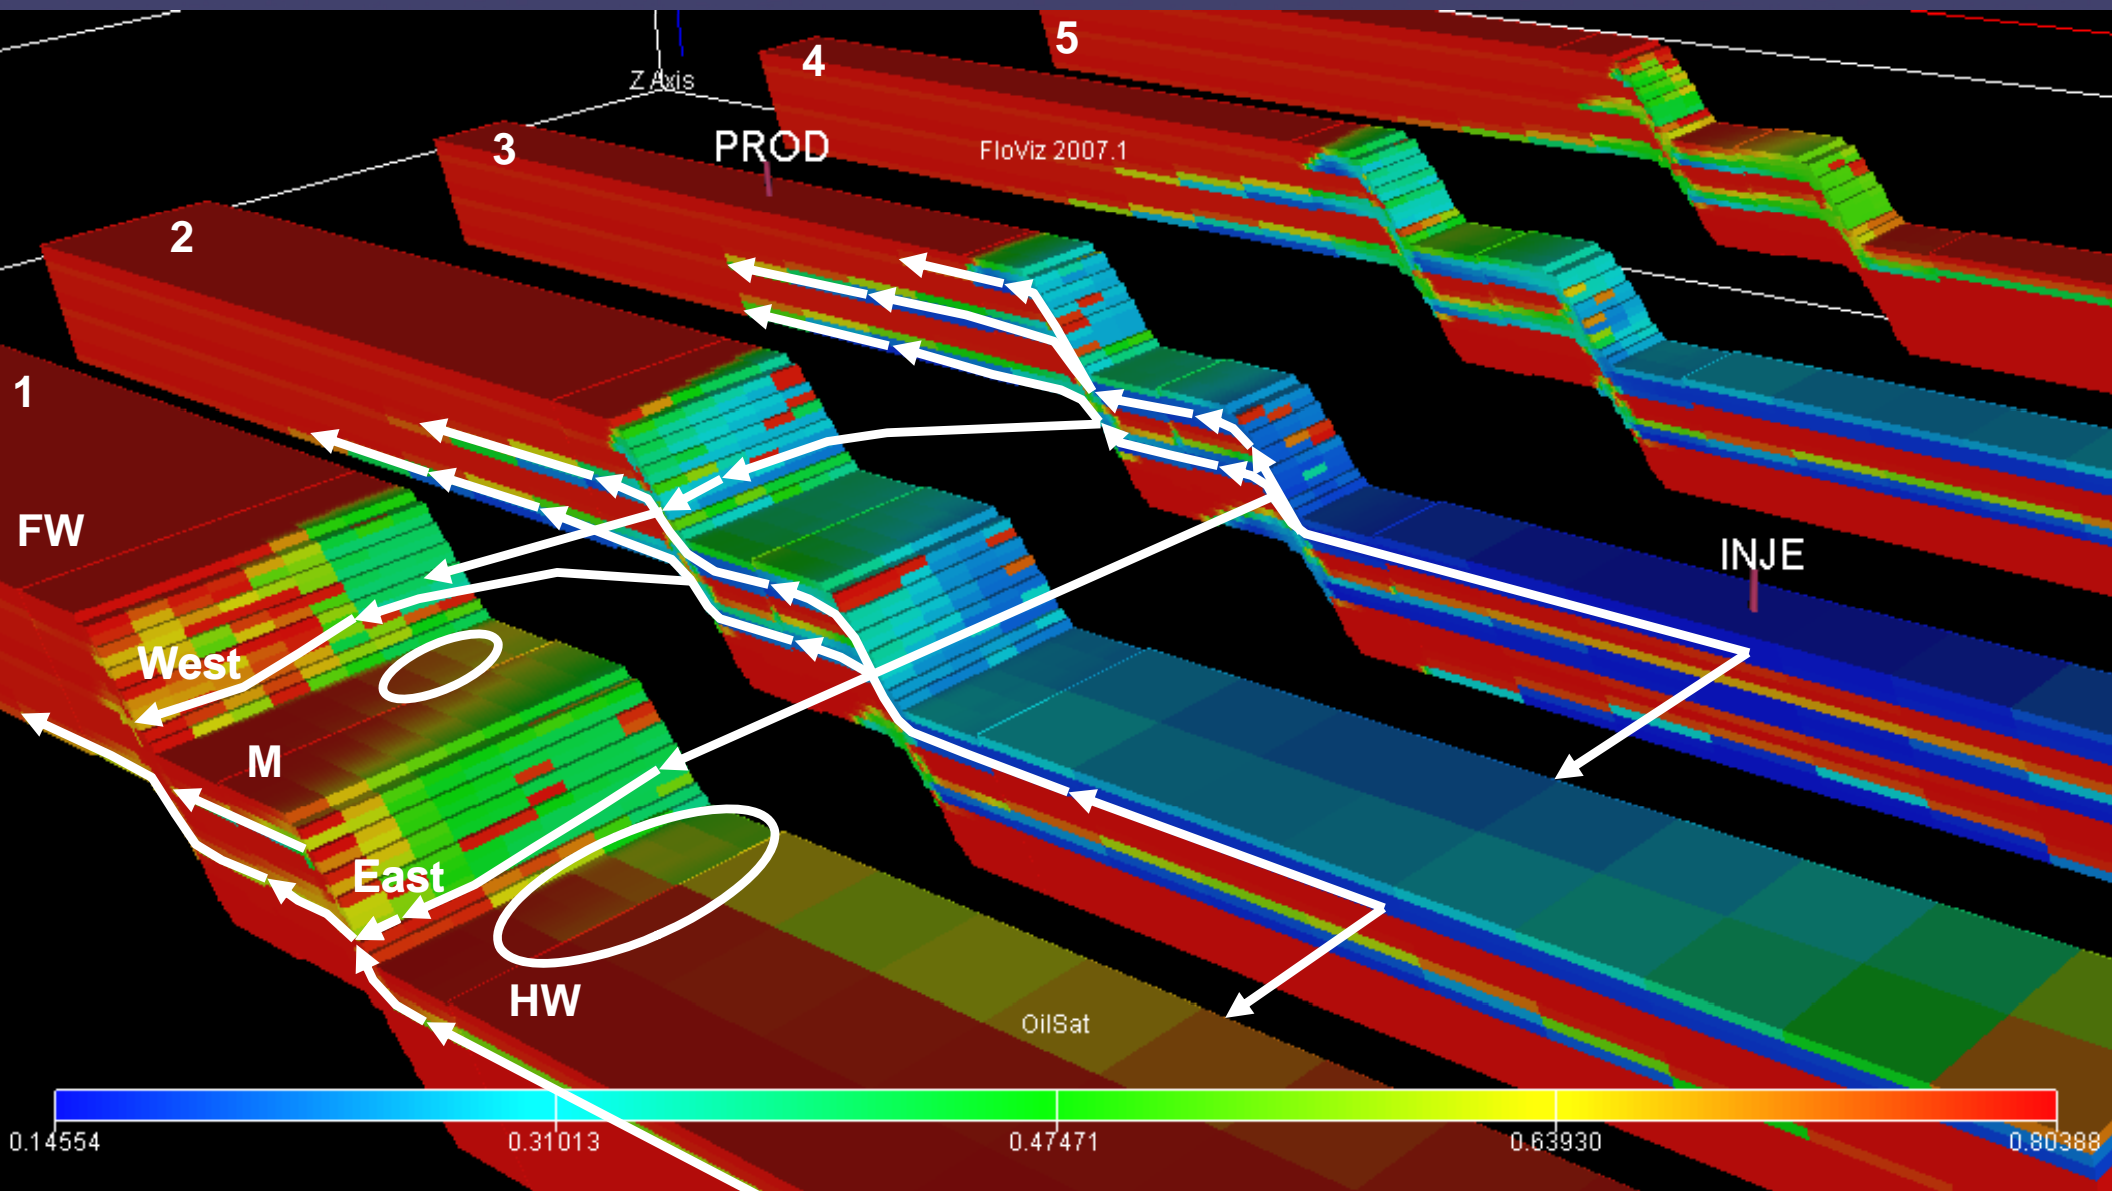 5
4
Z Axis
3
PROD
FloViz 2007.1
2
1
FW
INJE
West
M
East
HW
OilSat
0.14554 0.31013 0.47471 0.63930 0.80388